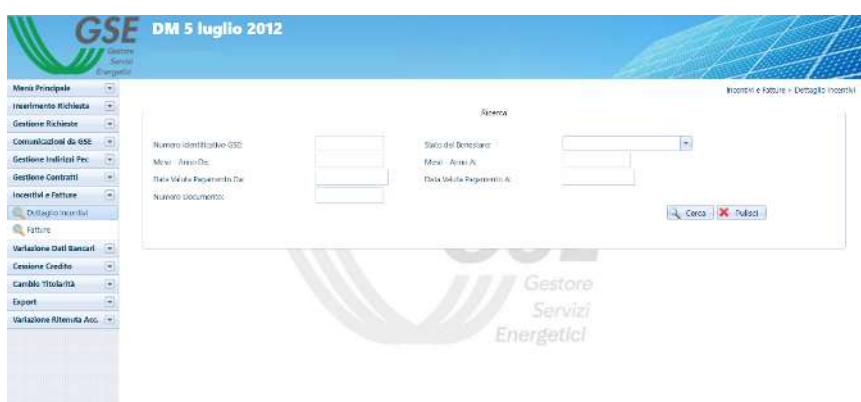 GSE DM 5 luglio 2012
Gestore
Servizi
Energetici
Menù Principale
Incentivi e Fatture > Dettaglio Incentivi
Inserimento Richiesta
Ricerca
Gestione Richieste
Comunicazioni da GSE
Numero Identificativo GSE: Stato del Benestare:
Gestione Indirizzi Pec
Mese - Anno Da: Mese - Anno A:
Gestione Contratti
Data Valuta Pagamento Da: Data Valuta Pagamento A:
Incentivi e Fatture
Numero Documento:
Dettaglio Incentivi
Cerca Pulisci
Fatture
Variazione Dati Bancari
Cessione Credito
Cambio Titolarità
Export
Variazione Ritenuta Acc.
GSE
Gestore
Servizi
Energetici